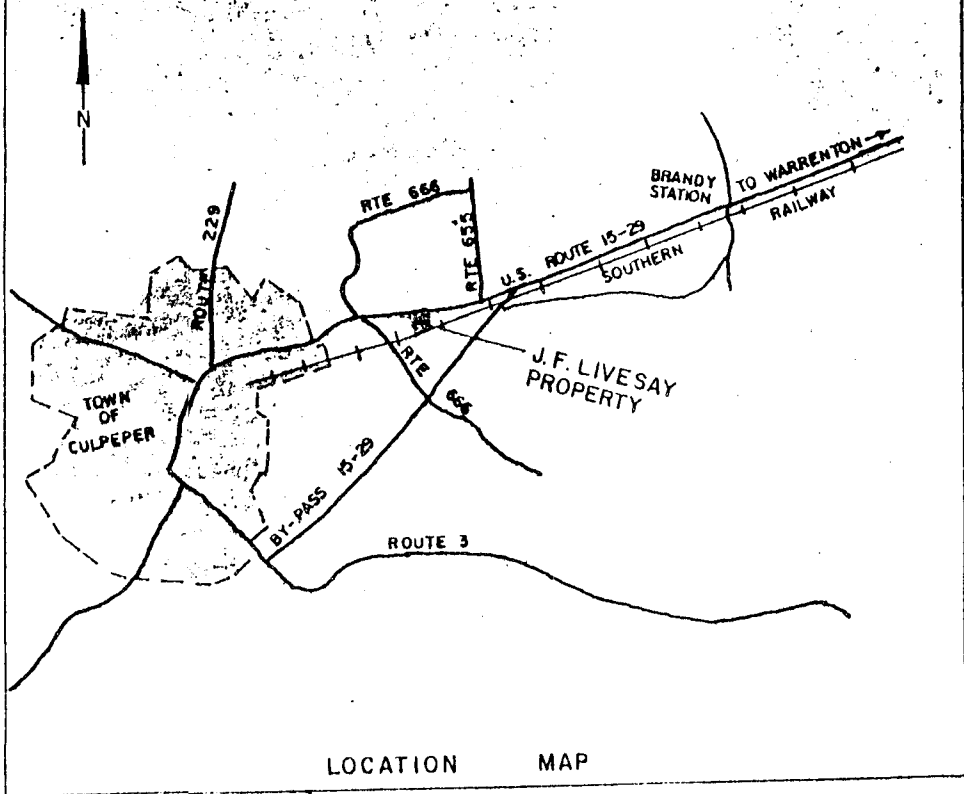 N
BRANDY
STATION
TO WARRENTON
RAILWAY
RTE 666
RTE 655
U.S. ROUTE 15-29
SOUTHERN
ROUTE 229
RTE 666
J.F. LIVESAY
PROPERTY
TOWN
OF
CULPEPER
BY-PASS 15-29
ROUTE 3
LOCATION MAP